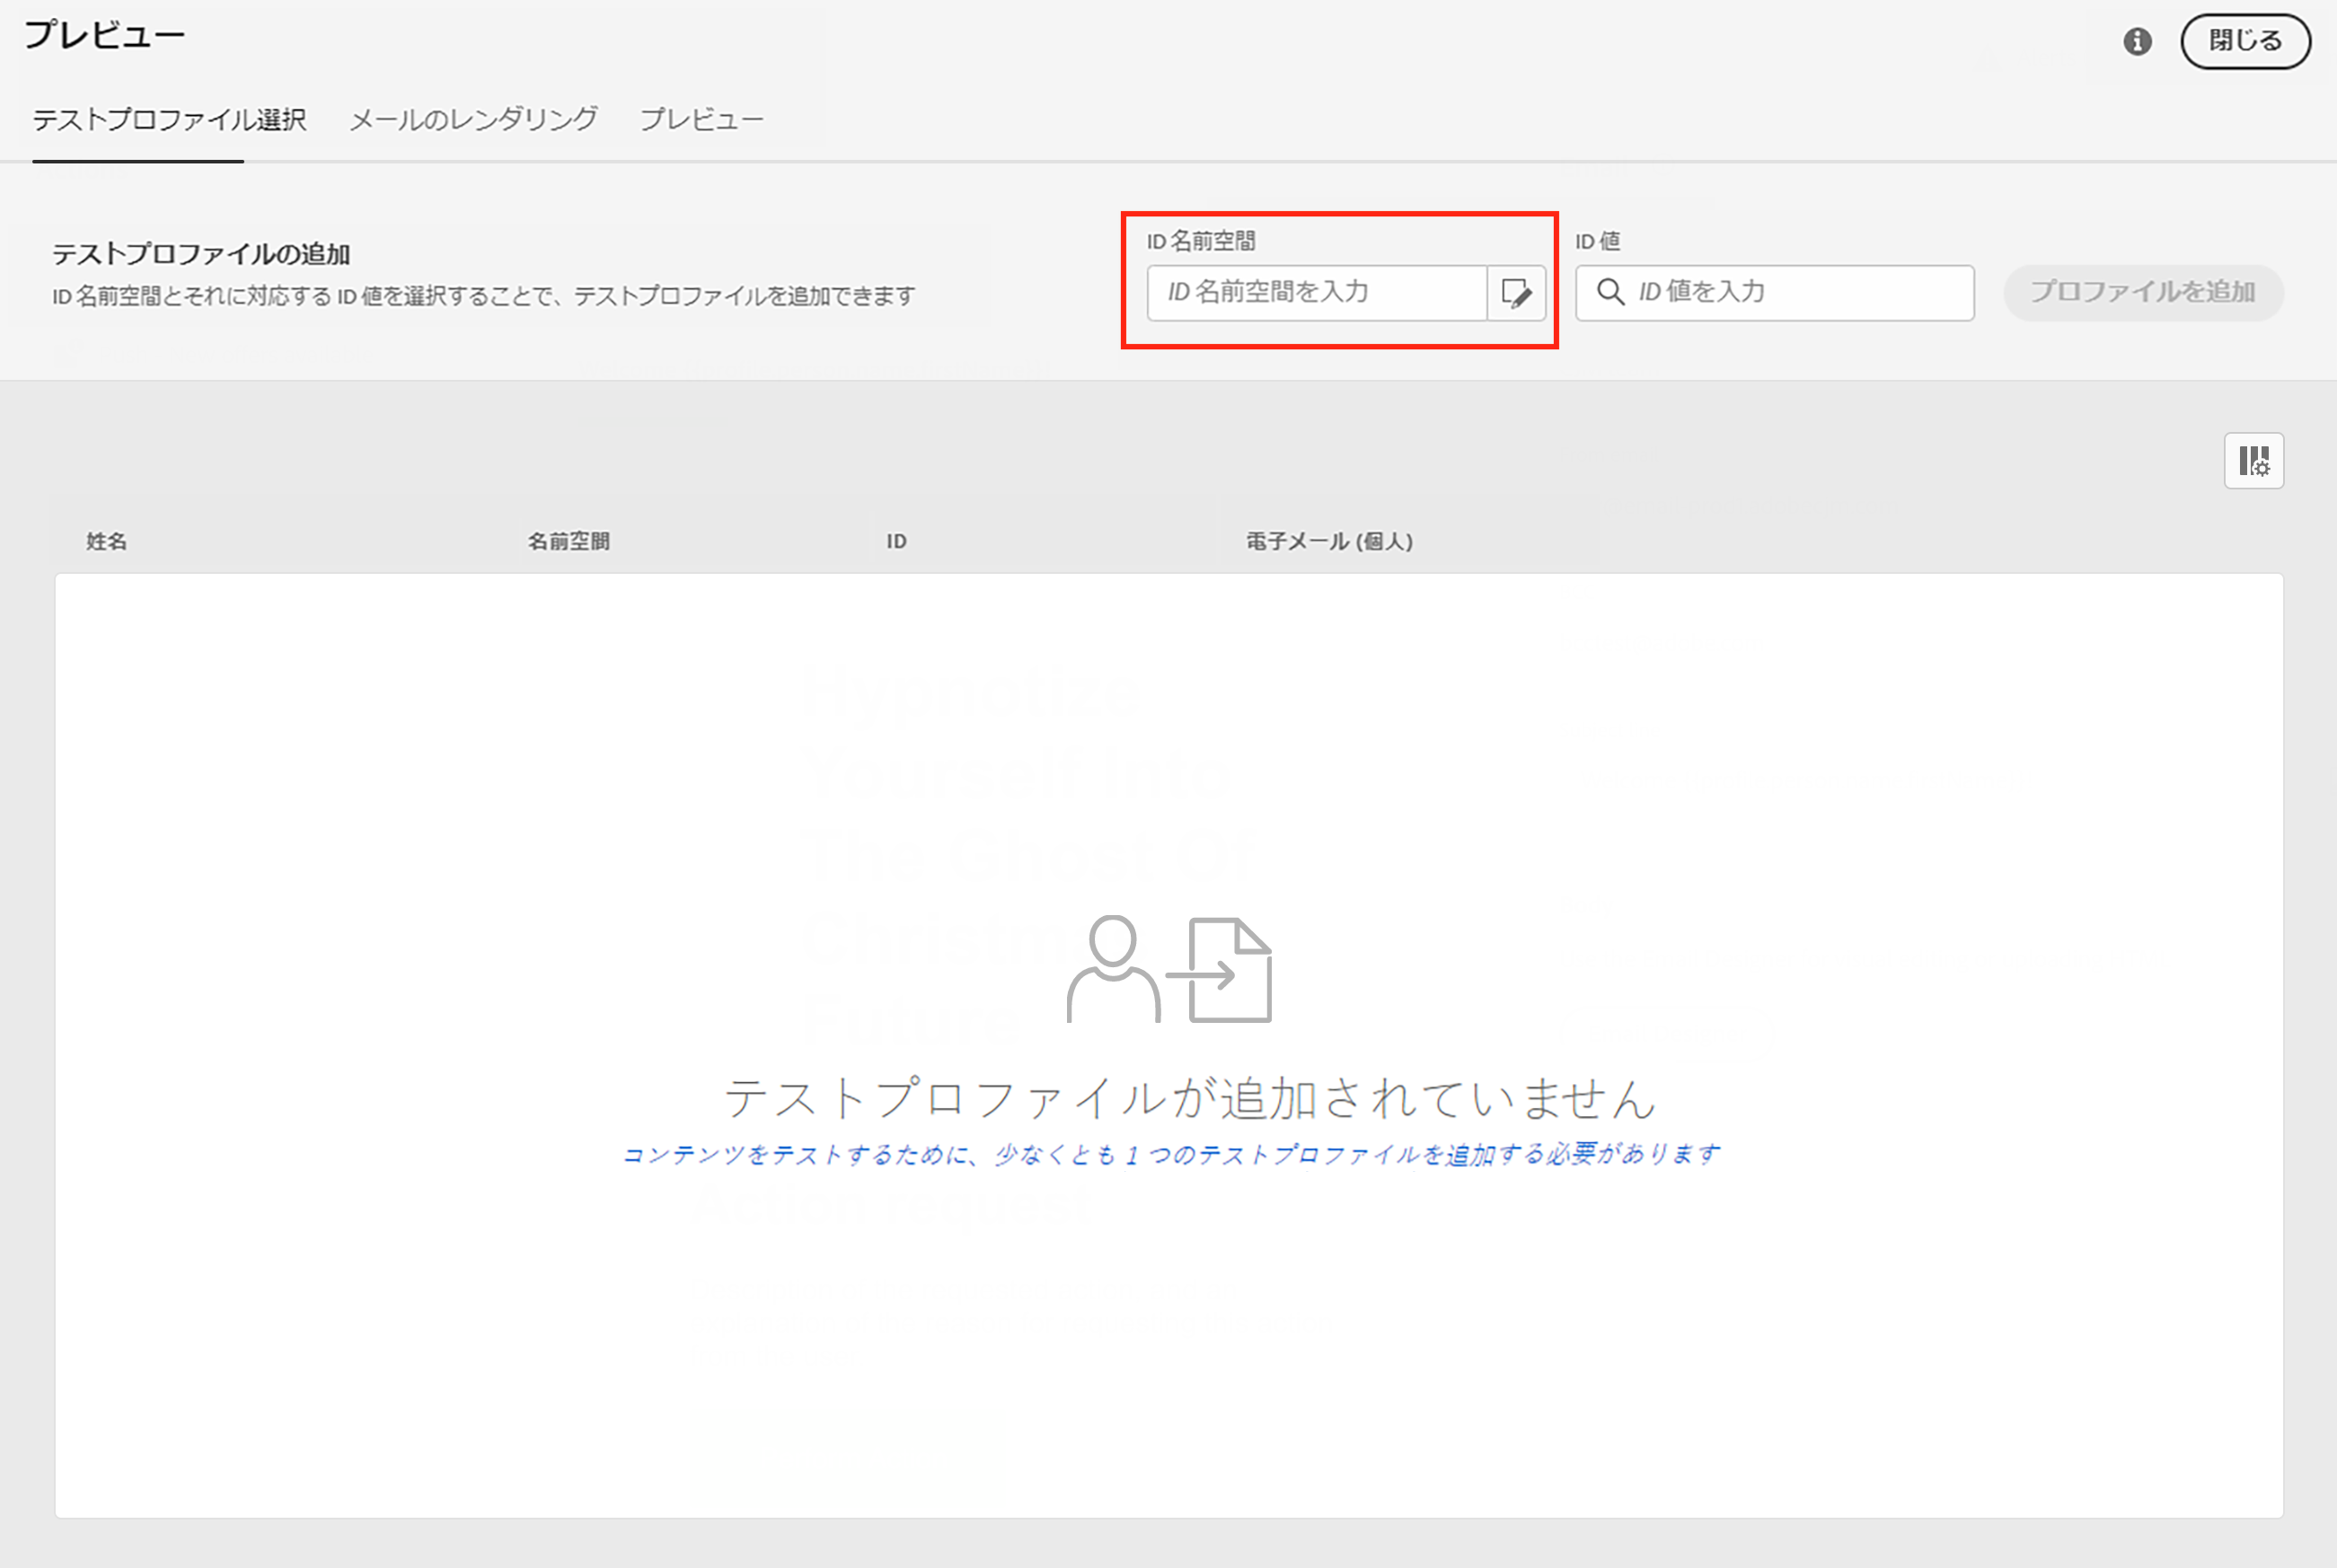 プレビュー
閉じる
テストプロファイル選択 メールのレンダリング プレビュー
テストプロファイルの追加
ID 名前空間とそれに対応する ID 値を選択することで、テストプロファイルを追加できます
ID 名前空間
ID 名前空間を入力
ID 値
ID 値を入力
プロファイルを追加
姓名 名前空間 ID 電子メール (個人)
Hypnotize
Yourself Into
The Ghost Of
Christm
Future
テストプロファイルが追加されていません
コンテンツをテストするために、少なくとも 1 つのテストプロファイルを追加する必要があります
Action request